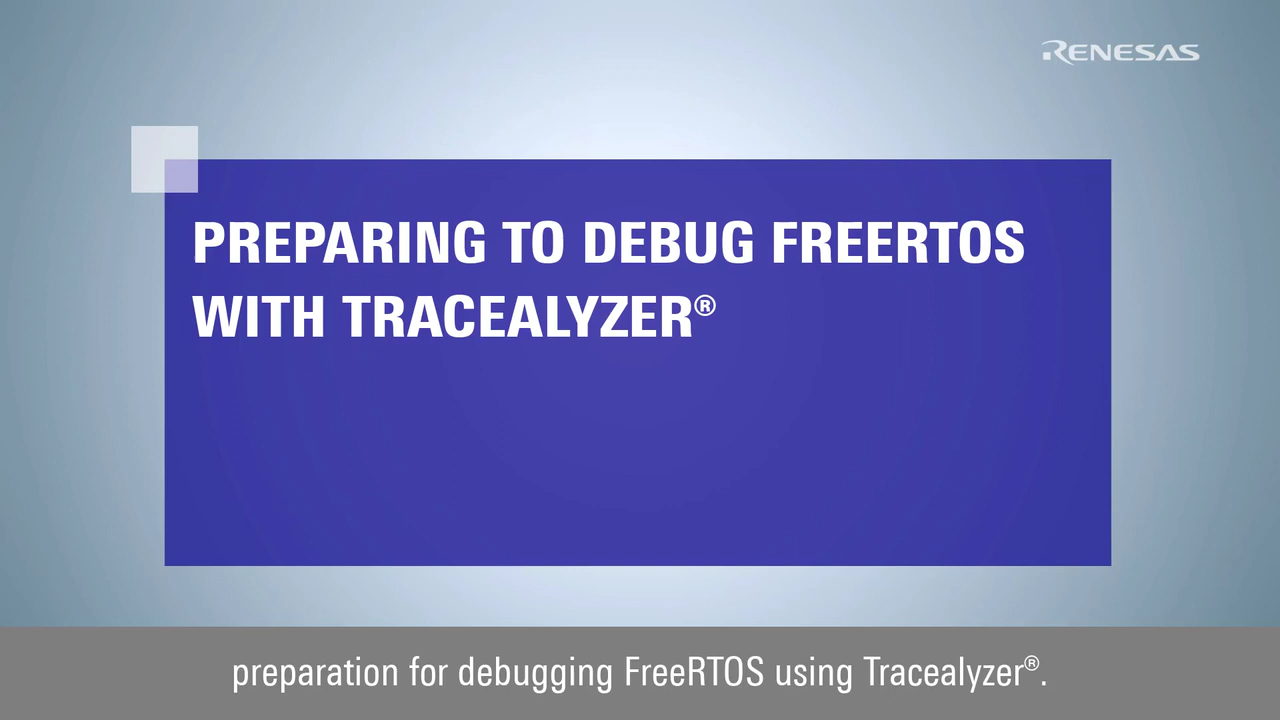 RENESAS
PREPARING TO DEBUG FREERTOS
WITH TRACEALYZER®
preparation for debugging FreeRTOS using Tracealyzer®.